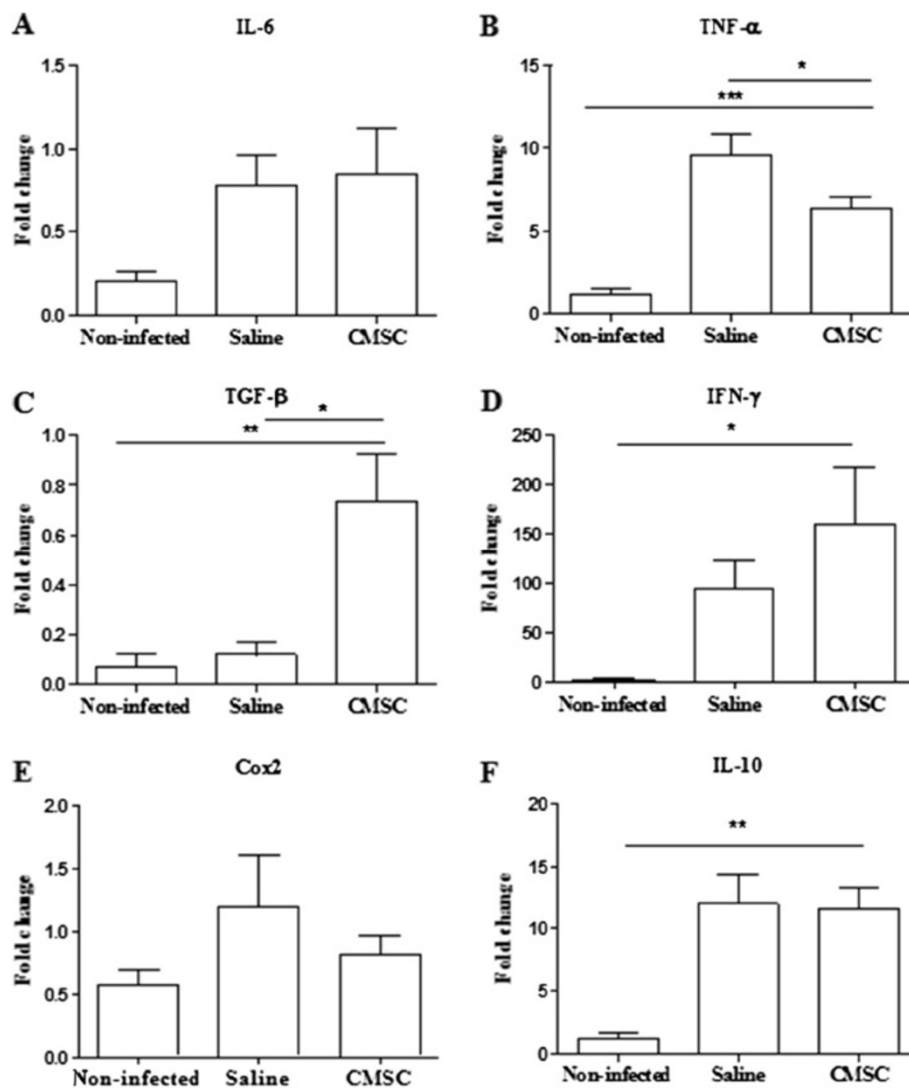 A
IL-6
Fold change
1.5
1.0
0.5
0.0
Non-infected Saline CMSC
B
TNF-α
Fold change
15
10
5
0
*
***
Non-infected Saline CMSC
C
TGF-β
Fold change
1.0
0.8
0.6
0.4
0.2
0.0
*
**
Non-infected Saline CMSC
D
IFN-γ
Fold change
250
200
150
100
50
0
*
Non-infected Saline CMSC
E
Cox2
Fold change
2.0
1.5
1.0
0.5
0.0
Non-infected Saline CMSC
F
IL-10
Fold change
20
15
10
5
0
**
Non-infected Saline CMSC